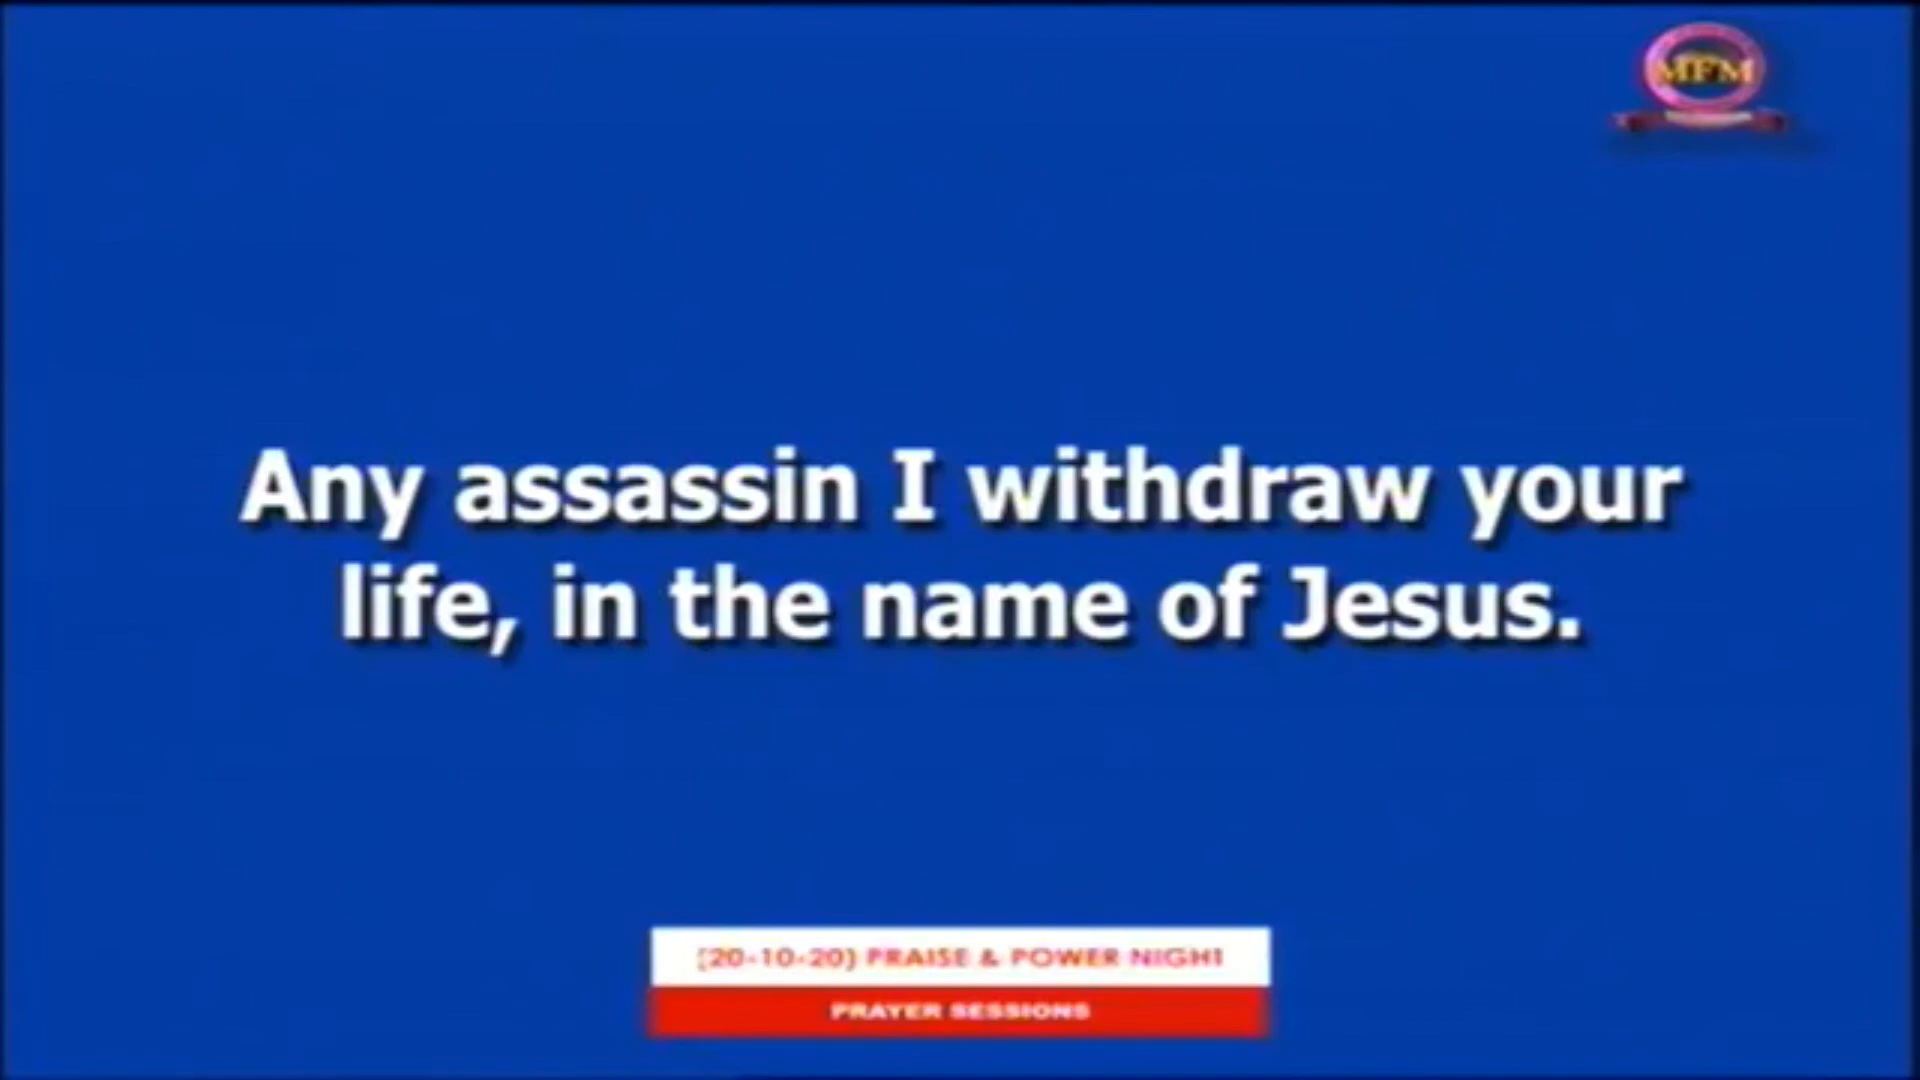 MFM
Any assassin I withdraw your
life, in the name of Jesus.
[20-10-20] PRAISE & POWER NIGHT
PRAYER SESSIONS